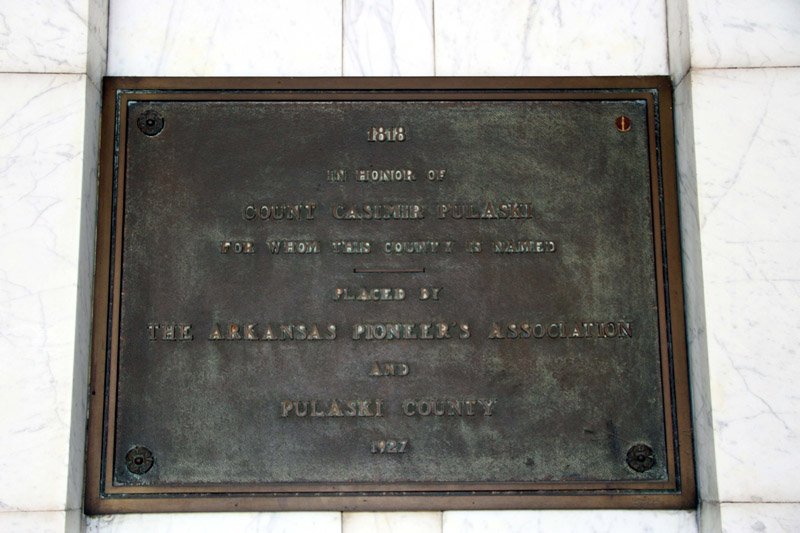 1818
IN HONOR OF
COUNT CASIMIR PULASKI
FOR WHOM THIS COUNTY IS NAMED
PLACED BY
THE ARKANSAS PIONEER'S ASSOCIATION
AND
PULASKI COUNTY
1927